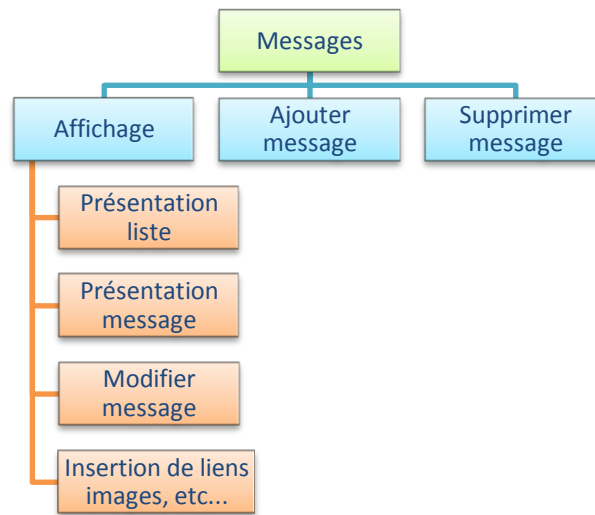 Messages
Affichage
Ajouter
message
Supprimer
message
Présentation
liste
Présentation
message
Modifier
message
Insertion de liens
images, etc...